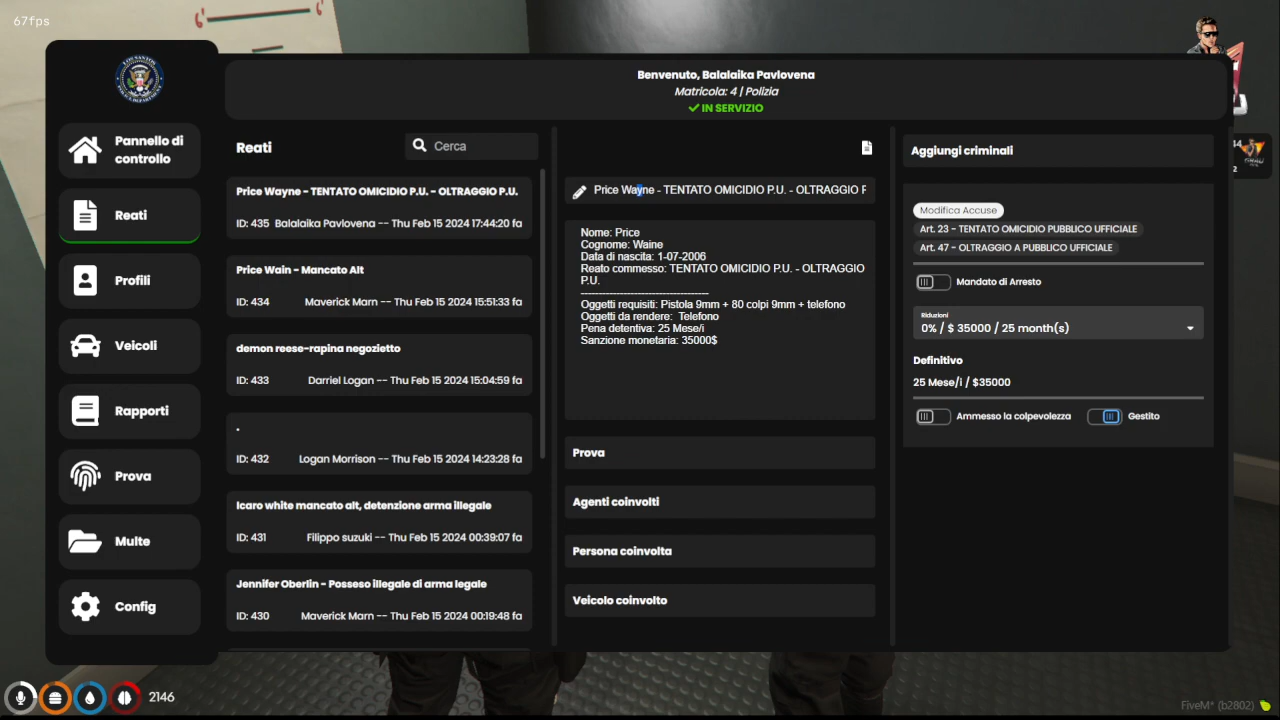 67fps
LOS SANTOS
Benvenuto, Balalaika Pavlovena
Matricola: 4 | Polizia
IN SERVIZIO
Pannello di
controllo
Reati
Profili
Veicoli
Rapporti
Prova
Multe
Config
Reati
Cerca
Price Wayne - TENTATO OMICIDIO P.U. - OLTRAGGIO P.U.
ID: 435 Balalaika Pavlovena -- Thu Feb 15 2024 17:44:20 fa
Price Wain - Mancato Alt
ID: 434 Maverick Marn -- Thu Feb 15 2024 15:51:33 fa
demon reese-rapina negozietto
ID: 433 Darriel Logan -- Thu Feb 15 2024 15:04:59 fa
.
ID: 432 Logan Morrison -- Thu Feb 15 2024 14:23:28 fa
Icaro white mancato alt, detenzione arma illegale
ID: 431 Filippo suzuki -- Thu Feb 15 2024 00:39:07 fa
Jennifer Oberlin - Posseso illegale di arma legale
ID: 430 Maverick Marn -- Thu Feb 15 2024 00:19:48 fa
Price Wayne - TENTATO OMICIDIO P.U. - OLTRAGGIO P
Nome: Price
Cognome: Waine
Data di nascita: 1-07-2006
Reato commesso: TENTATO OMICIDIO P.U. - OLTRAGGIO
P.U.
------------------------------------
Oggetti requisiti: Pistola 9mm + 80 colpi 9mm + telefono
Oggetti da rendere:  Telefono
Pena detentiva: 25 Mese/i
Sanzione monetaria: 35000$
Prova
Agenti coinvolti
Persona coinvolta
Veicolo coinvolto
Aggiungi criminali
Modifica Accuse
Art. 23 - TENTATO OMICIDIO PUBBLICO UFFICIALE
Art. 47 - OLTRAGGIO A PUBBLICO UFFICIALE
Mandato di Arresto
Riduzioni
0% / $ 35000 / 25 month(s)
Definitivo
25 Mese/i / $35000
Ammesso la colpevolezza
Gestito
2146
FiveM* (b2802)